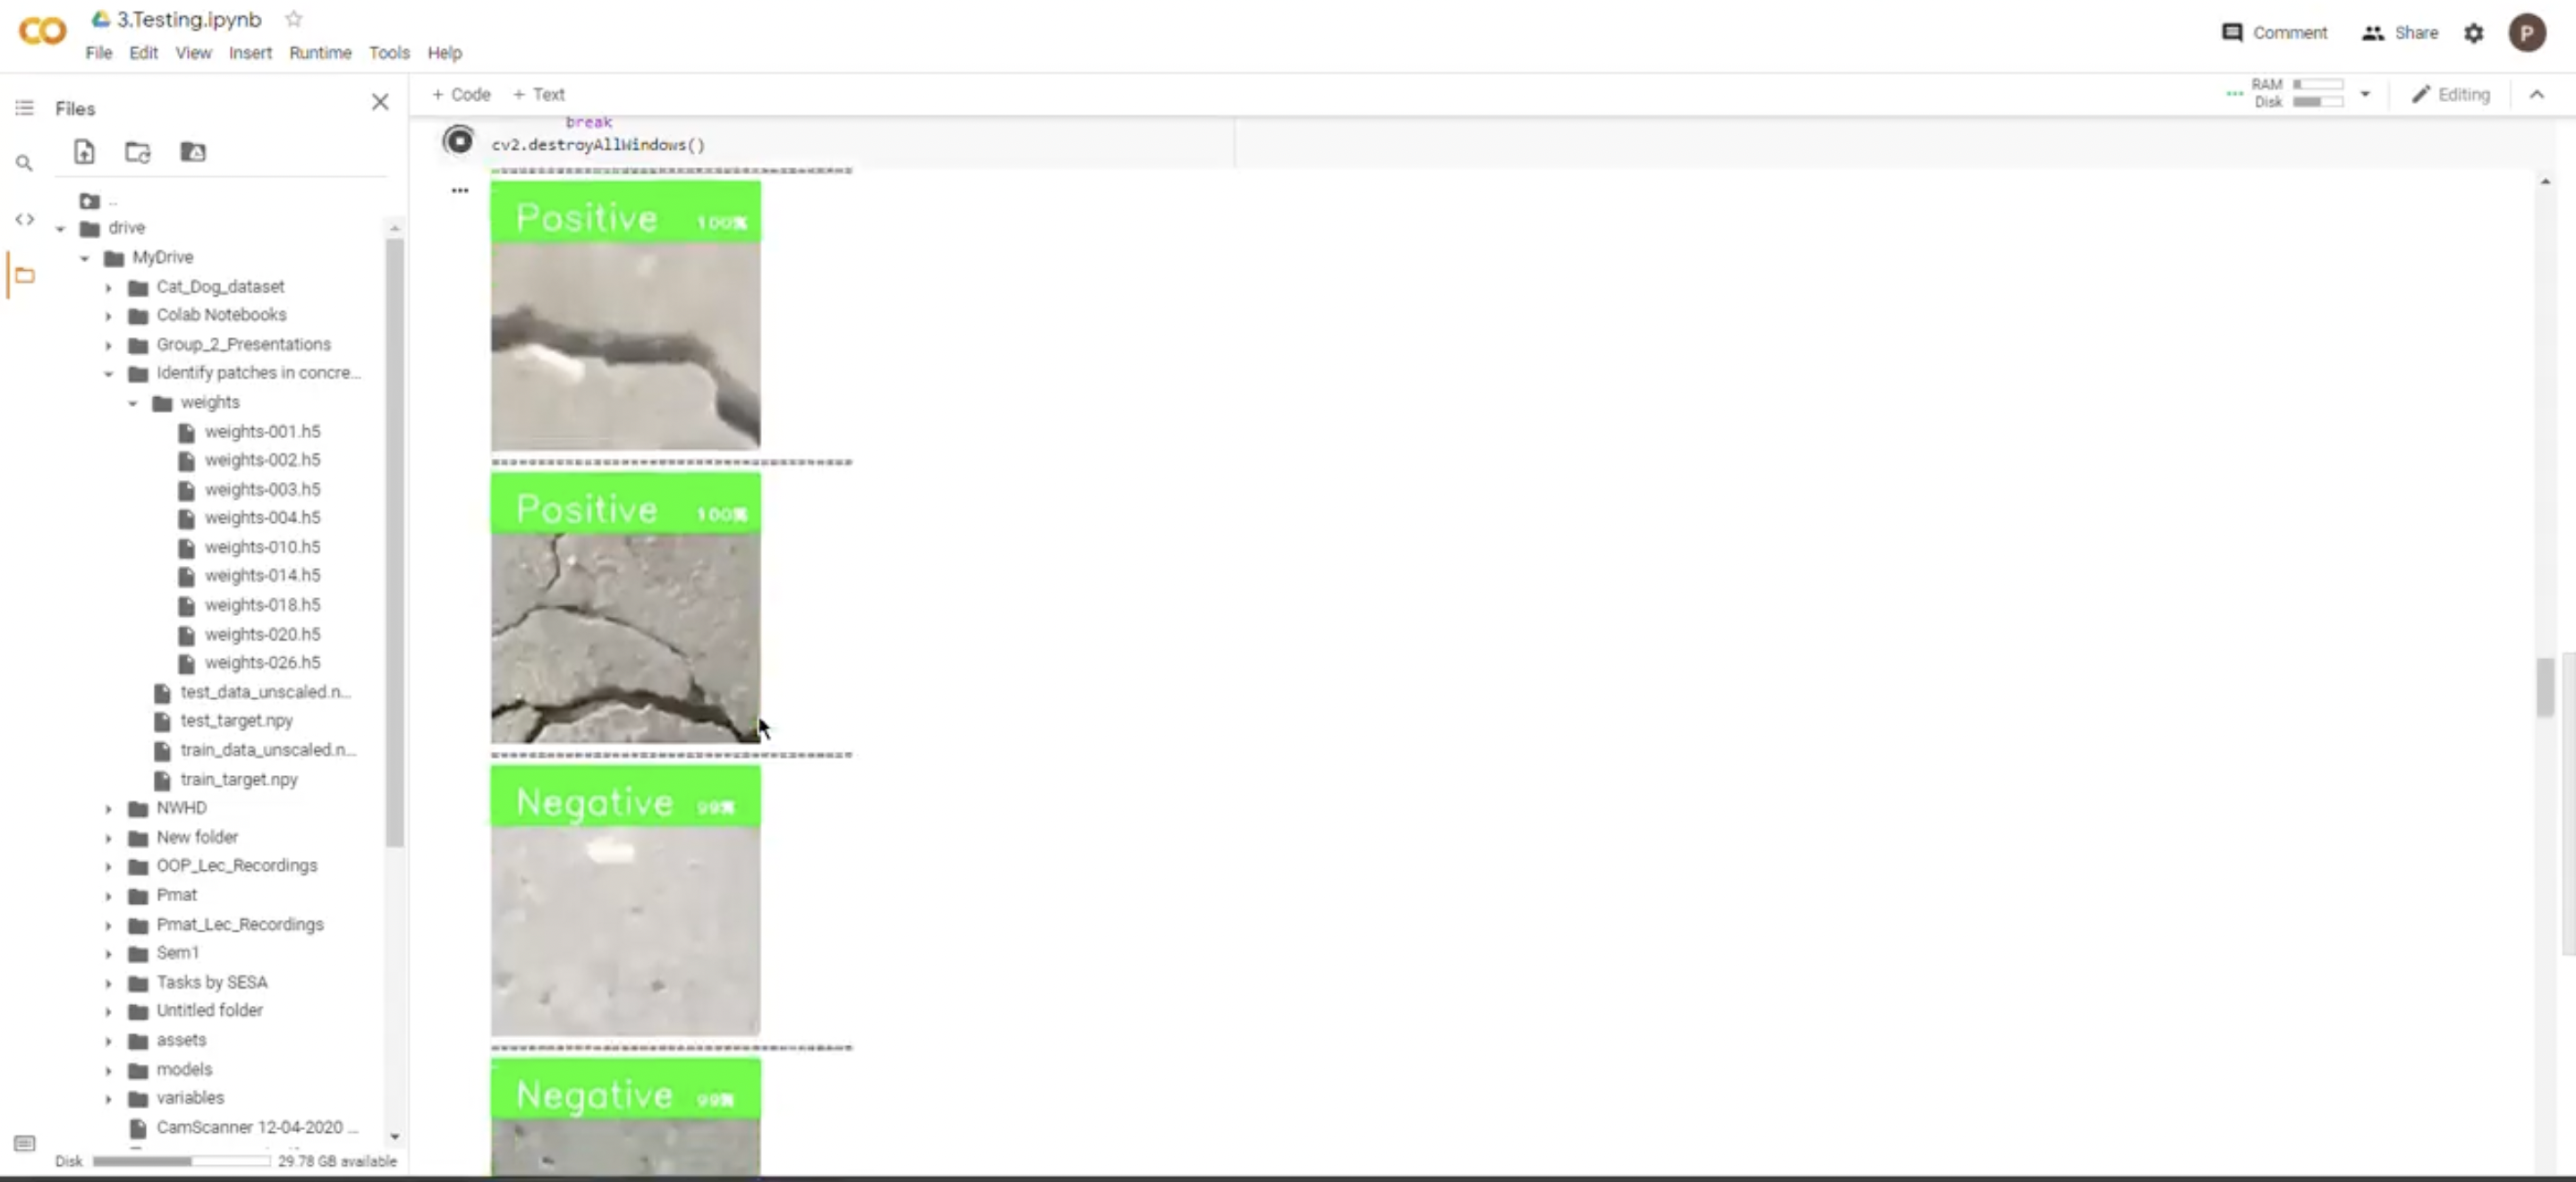 3.Testing.ipynb
File Edit View Insert Runtime Tools Help
Comment Share P
Files
+ Code + Text
RAM
Disk
Editing
break
cv2.destroyAllWindows()
..
drive
MyDrive
Cat_Dog_dataset
Colab Notebooks
Group_2_Presentations
Identify patches in concre...
weights
weights-001.h5
weights-002.h5
weights-003.h5
weights-004.h5
weights-010.h5
weights-014.h5
weights-018.h5
weights-020.h5
weights-026.h5
test_data_unscaled.n...
test_target.npy
train_data_unscaled.n...
train_target.npy
NWHD
New folder
OOP_Lec_Recordings
Pmat
Pmat_Lec_Recordings
Sem1
Tasks by SESA
Untitled folder
assets
models
variables
CamScanner 12-04-2020 ...
Disk 29.78 GB available
Positive 100%
Positive 100%
Negative 99%
Negative 99%